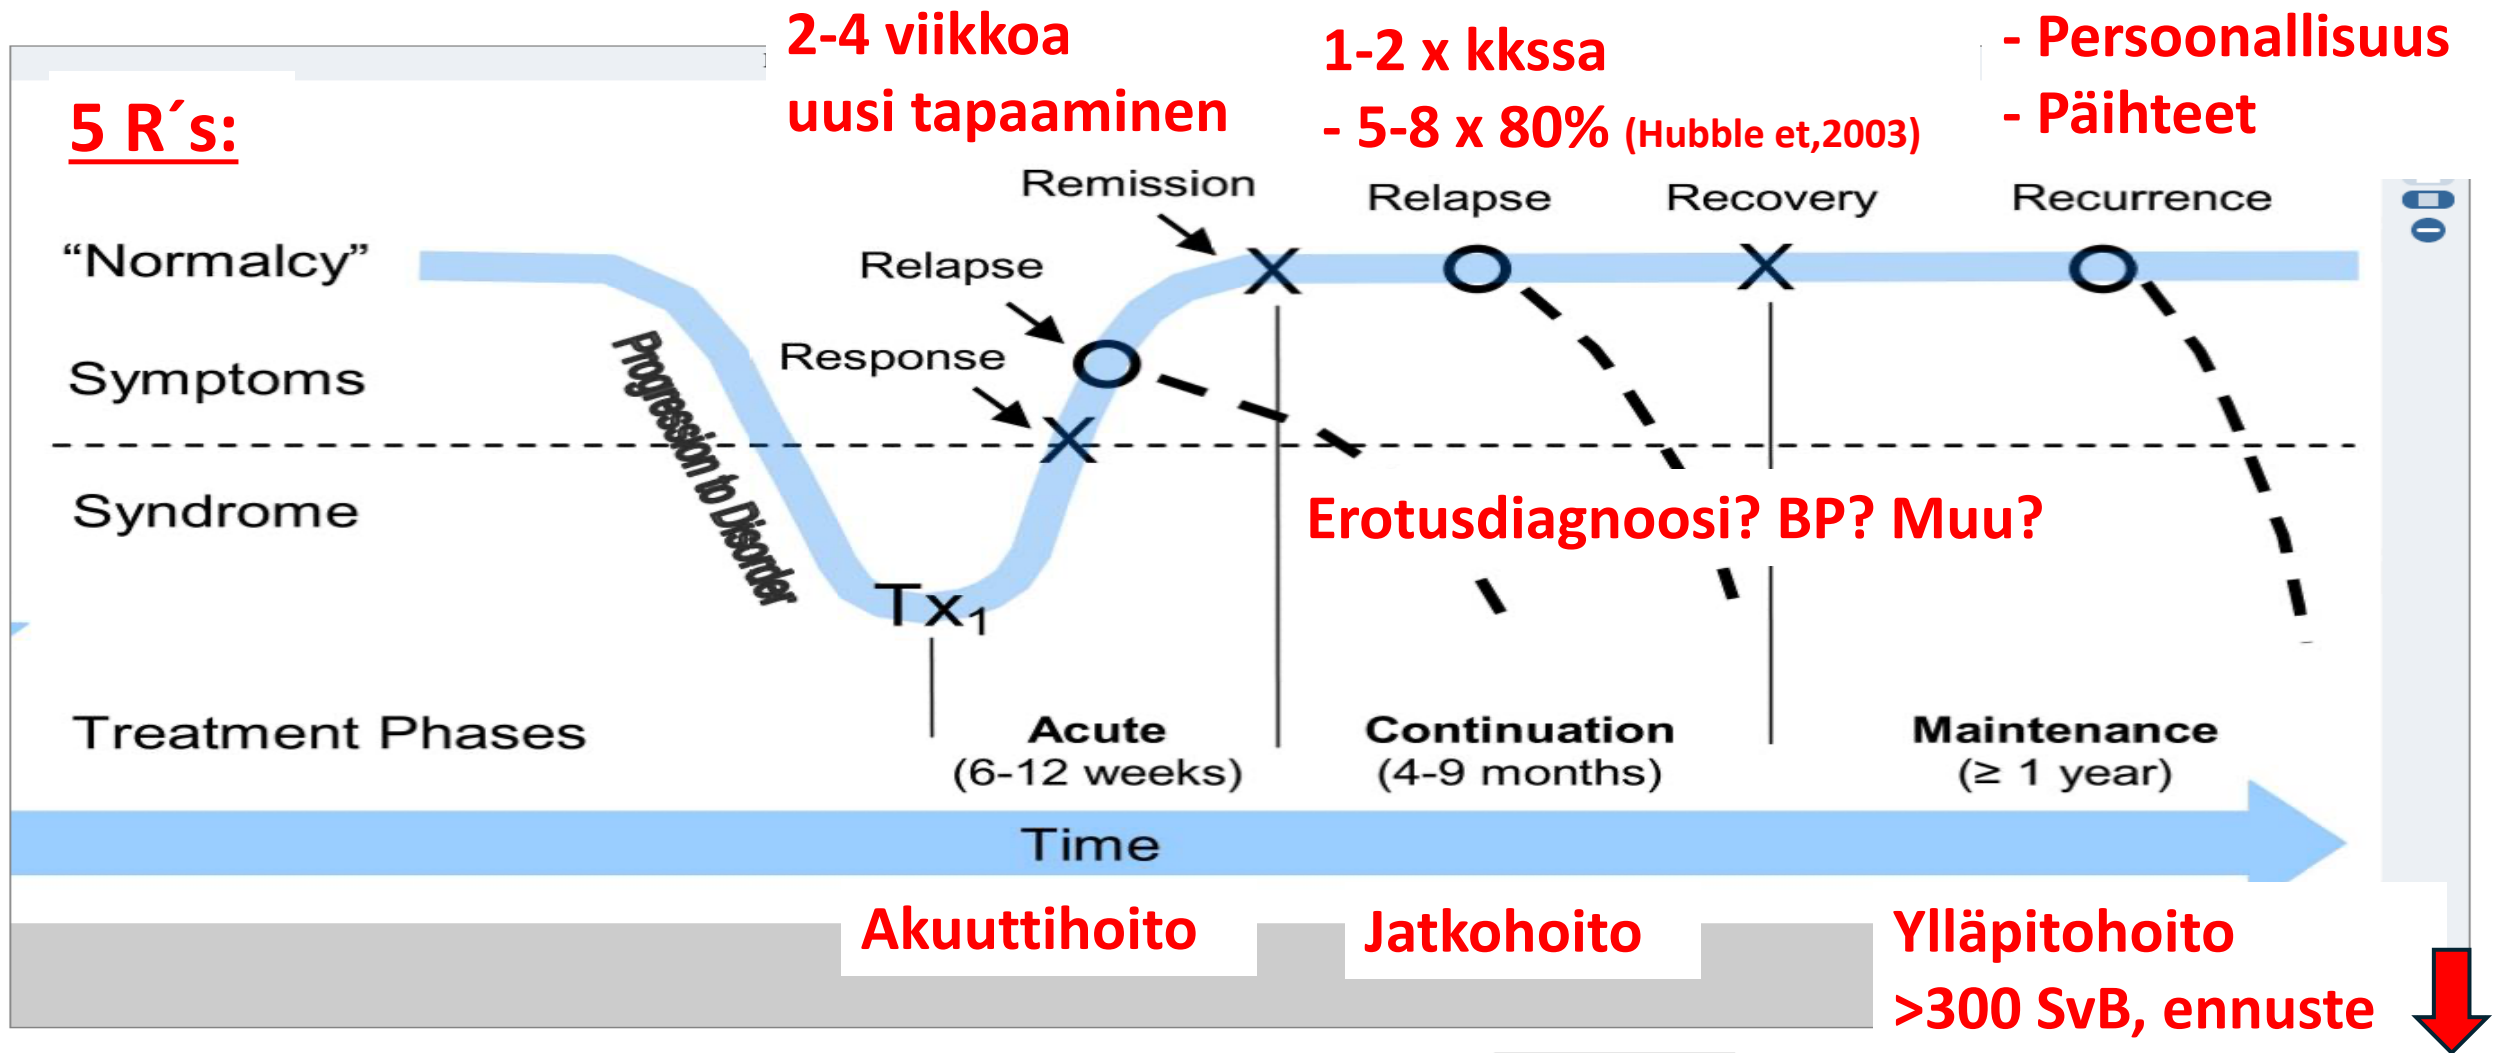 2-4 viikkoa
uusi tapaaminen
1-2 x kkssa
- 5-8 x 80% (Hubble et,2003)
- Persoonallisuus
- Päihteet
5 R´s:
Remission
Relapse
Recovery
Recurrence
“Normalcy”
Relapse
Response
Symptoms
Progression to Disorder
Syndrome
Erotusdiagnoosi? BP? Muu?
Tx1
Treatment Phases
Acute
(6-12 weeks)
Continuation
(4-9 months)
Maintenance
(≥ 1 year)
Time
Akuuttihoito
Jatkohoito
Ylläpitohoito
>300 SvB, ennuste